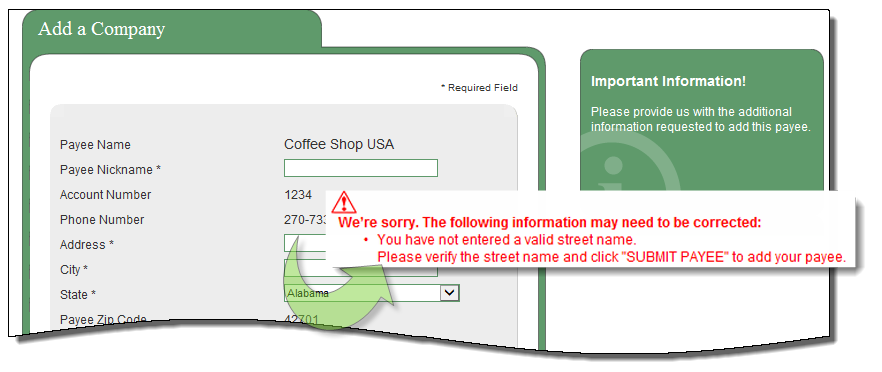 Add a Company
* Required Field
Payee Name Coffee Shop USA
Payee Nickname *
Account Number 1234
Phone Number 270-733
Address *
City *
State * Alabama
Payee Zip Code 42701
Important Information!
Please provide us with the additional
information requested to add this payee.
We're sorry. The following information may need to be corrected:
• You have not entered a valid street name.
Please verify the street name and click "SUBMIT PAYEE" to add your payee.